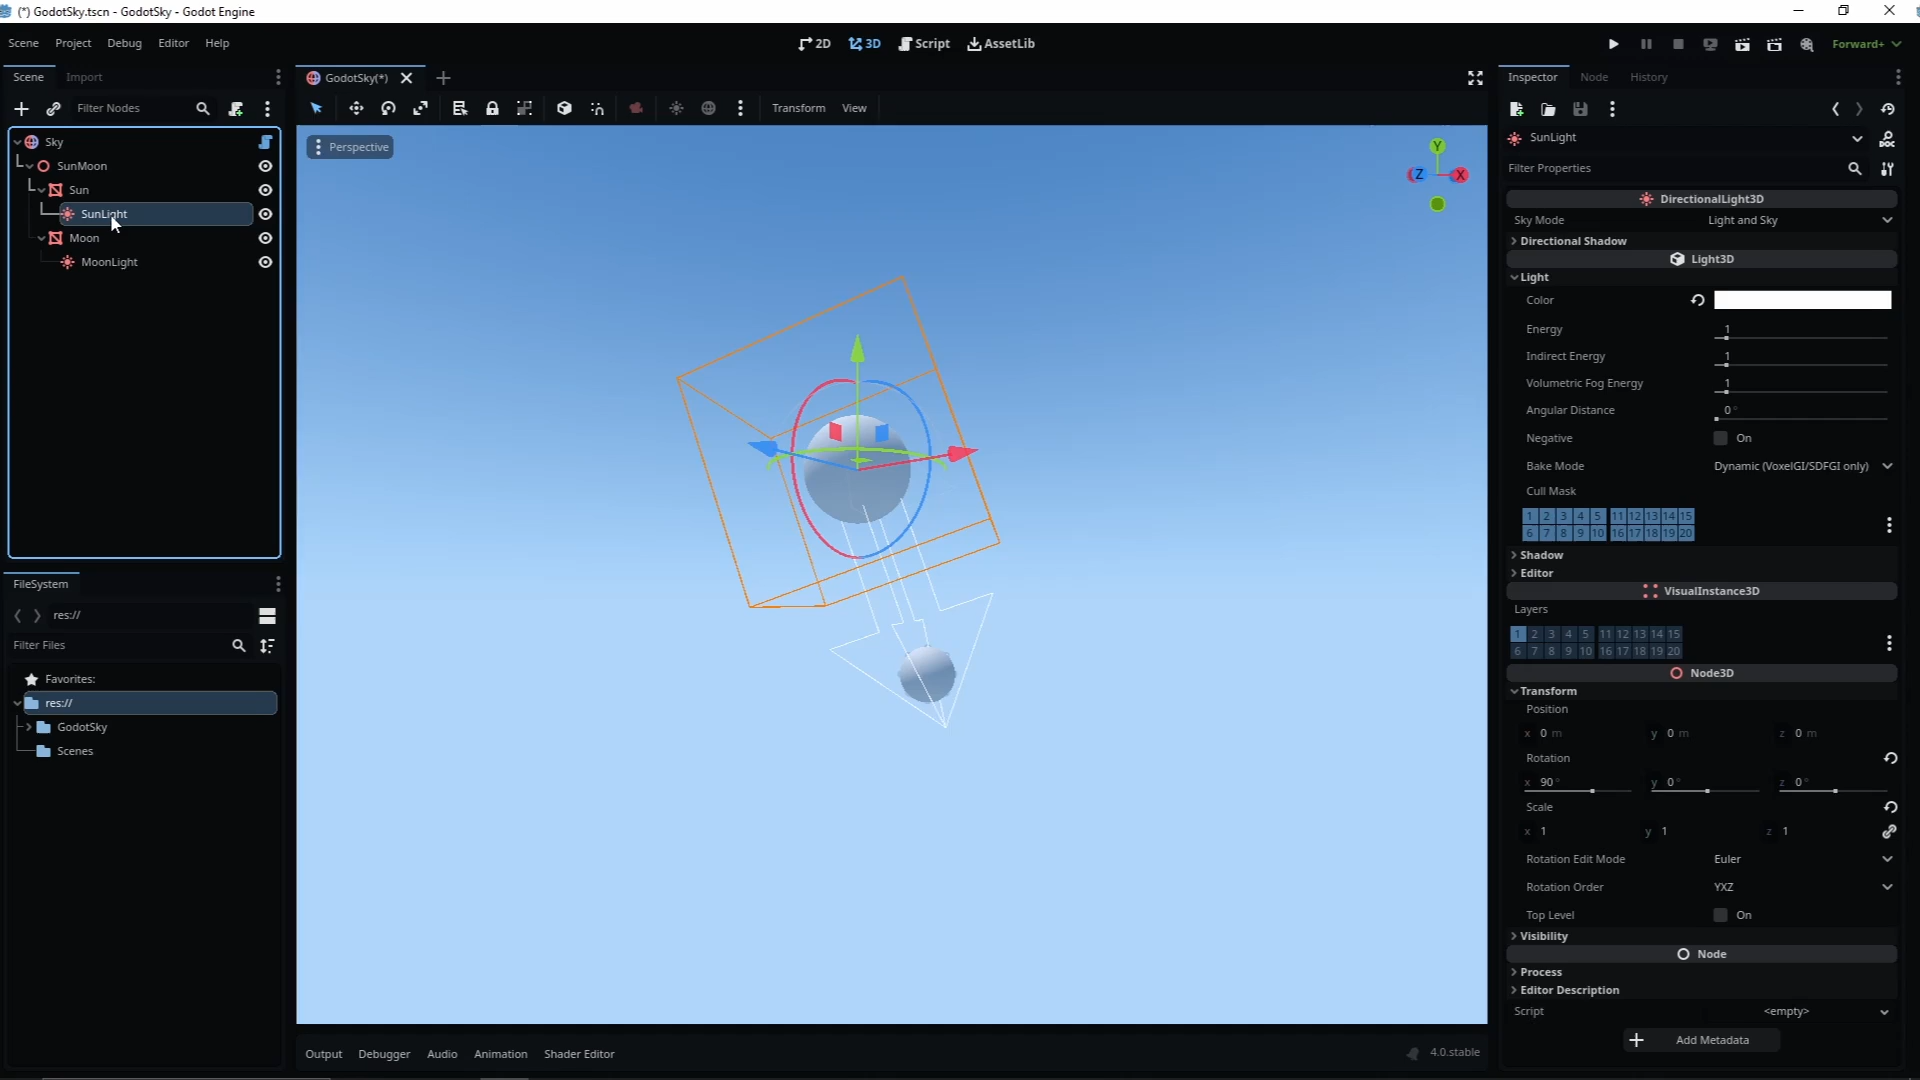 (*) GodotSky.tscn - GodotSky - Godot Engine
Scene Project Debug Editor Help
2D 3D Script AssetLib
Forward+
Scene Import
GodotSky(*)
Inspector Node History
Filter Nodes
Transform View
Sky
SunMoon
Sun
SunLight
Moon
MoonLight
Perspective
Y
Z
X
SunLight
DOC
Filter Properties
DirectionalLight3D
Sky Mode Light and Sky
Directional Shadow
Light3D
Light
Color
Energy 1
Indirect Energy 1
Volumetric Fog Energy 1
Angular Distance 0 °
Negative On
Bake Mode Dynamic (VoxelGI/SDFGI only)
Cull Mask
1 2 3 4 5 11 12 13 14 15
6 7 8 9 10 16 17 18 19 20
Shadow
Editor
VisualInstance3D
Layers
1 2 3 4 5 11 12 13 14 15
6 7 8 9 10 16 17 18 19 20
Node3D
Transform
Position
x 0 m y 0 m z 0 m
Rotation
x 90 ° y 0 ° z 0 °
Scale
x 1 y 1 z 1
Rotation Edit Mode Euler
Rotation Order YXZ
Top Level On
Visibility
Node
Process
Editor Description
Script <empty>
Add Metadata
FileSystem
res://
Filter Files
Favorites:
res://
GodotSky
Scenes
Output Debugger Audio Animation Shader Editor
4.0.stable